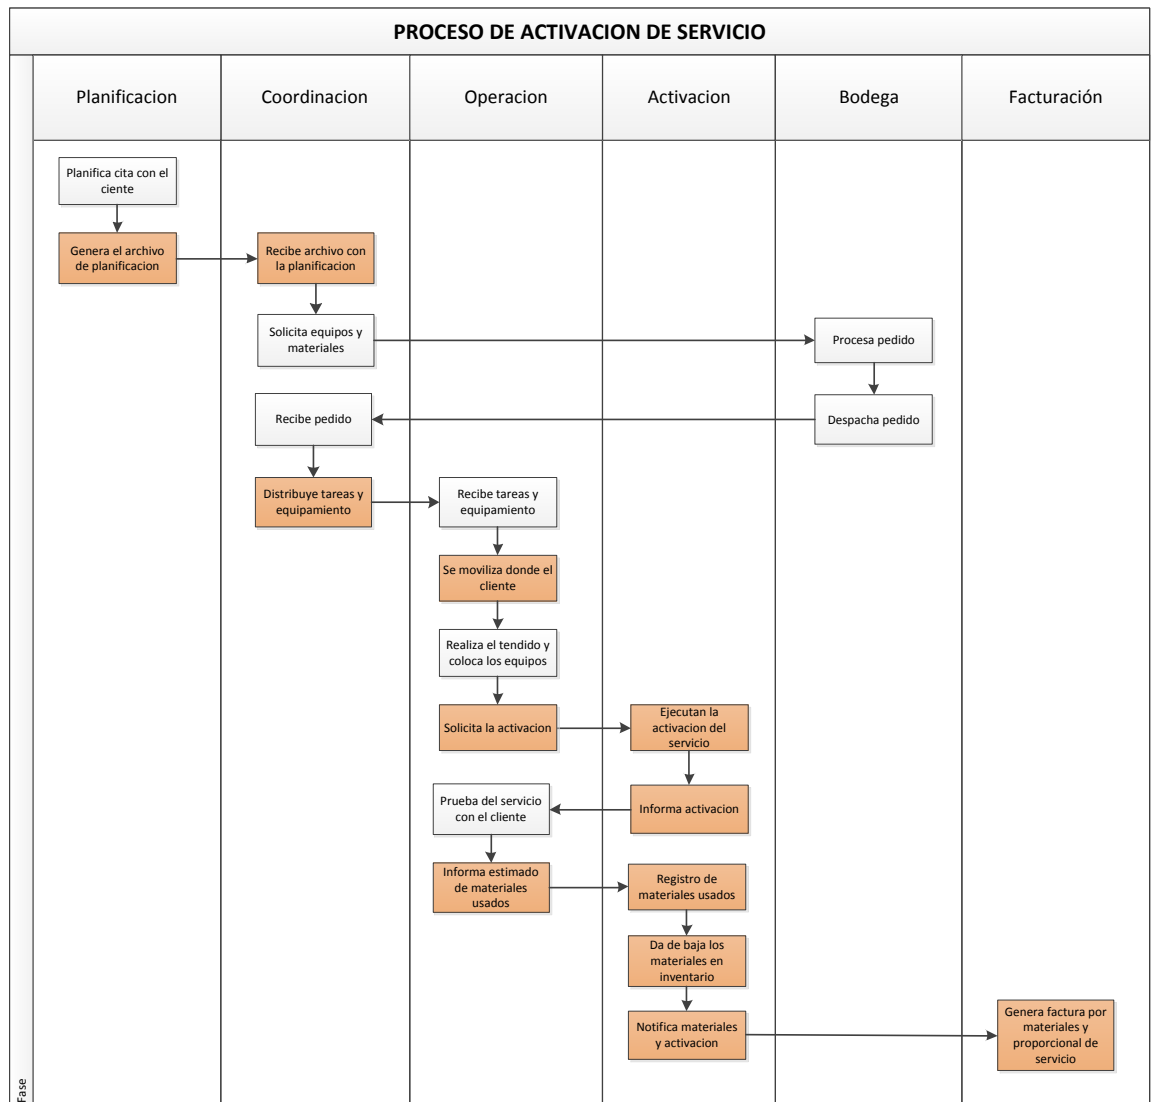 PROCESO DE ACTIVACION DE SERVICIO
Planificacion
Coordinacion
Operacion
Activacion
Bodega
Facturación
Planifica cita con el
ciente
Genera el archivo
de planificacion
Recibe archivo con
la planificacion
Solicita equipos y
materiales
Procesa pedido
Recibe pedido
Despacha pedido
Distribuye tareas y
equipamiento
Recibe tareas y
equipamiento
Se moviliza donde el
cliente
Realiza el tendido y
coloca los equipos
Solicita la activacion
Ejecutan la
activacion del
servicio
Prueba del servicio
con el cliente
Informa activacion
Informa estimado
de materiales
usados
Registro de
materiales usados
Da de baja los
materiales en
inventario
Notifica materiales
y activacion
Genera factura por
materiales y
proporcional de
servicio
Fase